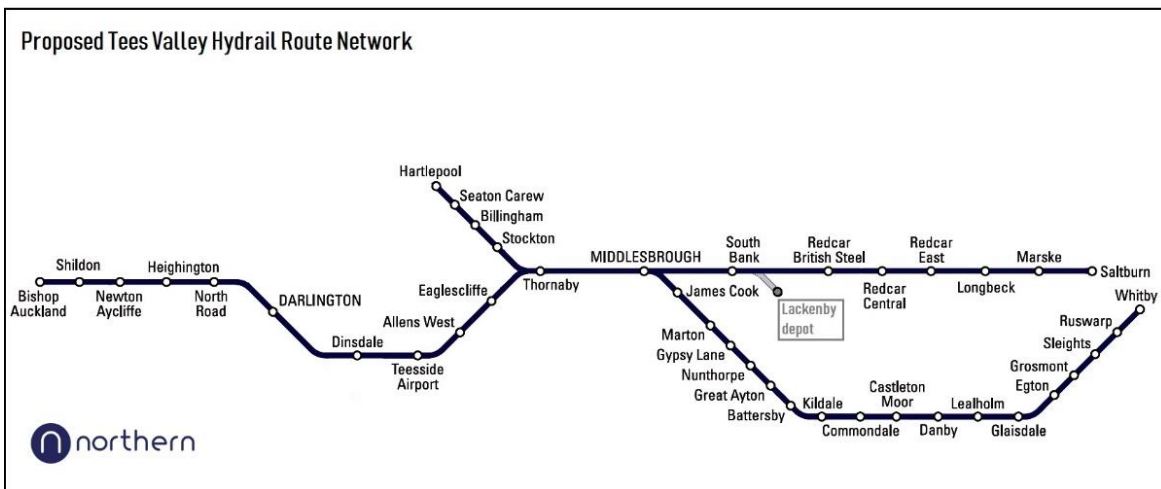 Proposed Tees Valley Hydrail Route Network
Hartlepool
Seaton Carew
Billingham
Stockton
Thornaby
MIDDLESBROUGH
South
Bank
Redcar
British Steel
Redcar
Central
Redcar
East
Longbeck
Marske
Saltburn
Bishop
Auckland
Shildon
Newton
Aycliffe
Heighington
North
Road
DARLINGTON
Dinsdale
Teesside
Airport
Allens West
Eaglescliffe
Lackenby
depot
James Cook
Marton
Gypsy Lane
Nunthorpe
Great Ayton
Battersby
Kildale
Commondale
Castleton
Moor
Danby
Lealholm
Glaisdale
Egton
Grosmont
Sleights
Ruswarp
Whitby
n northern